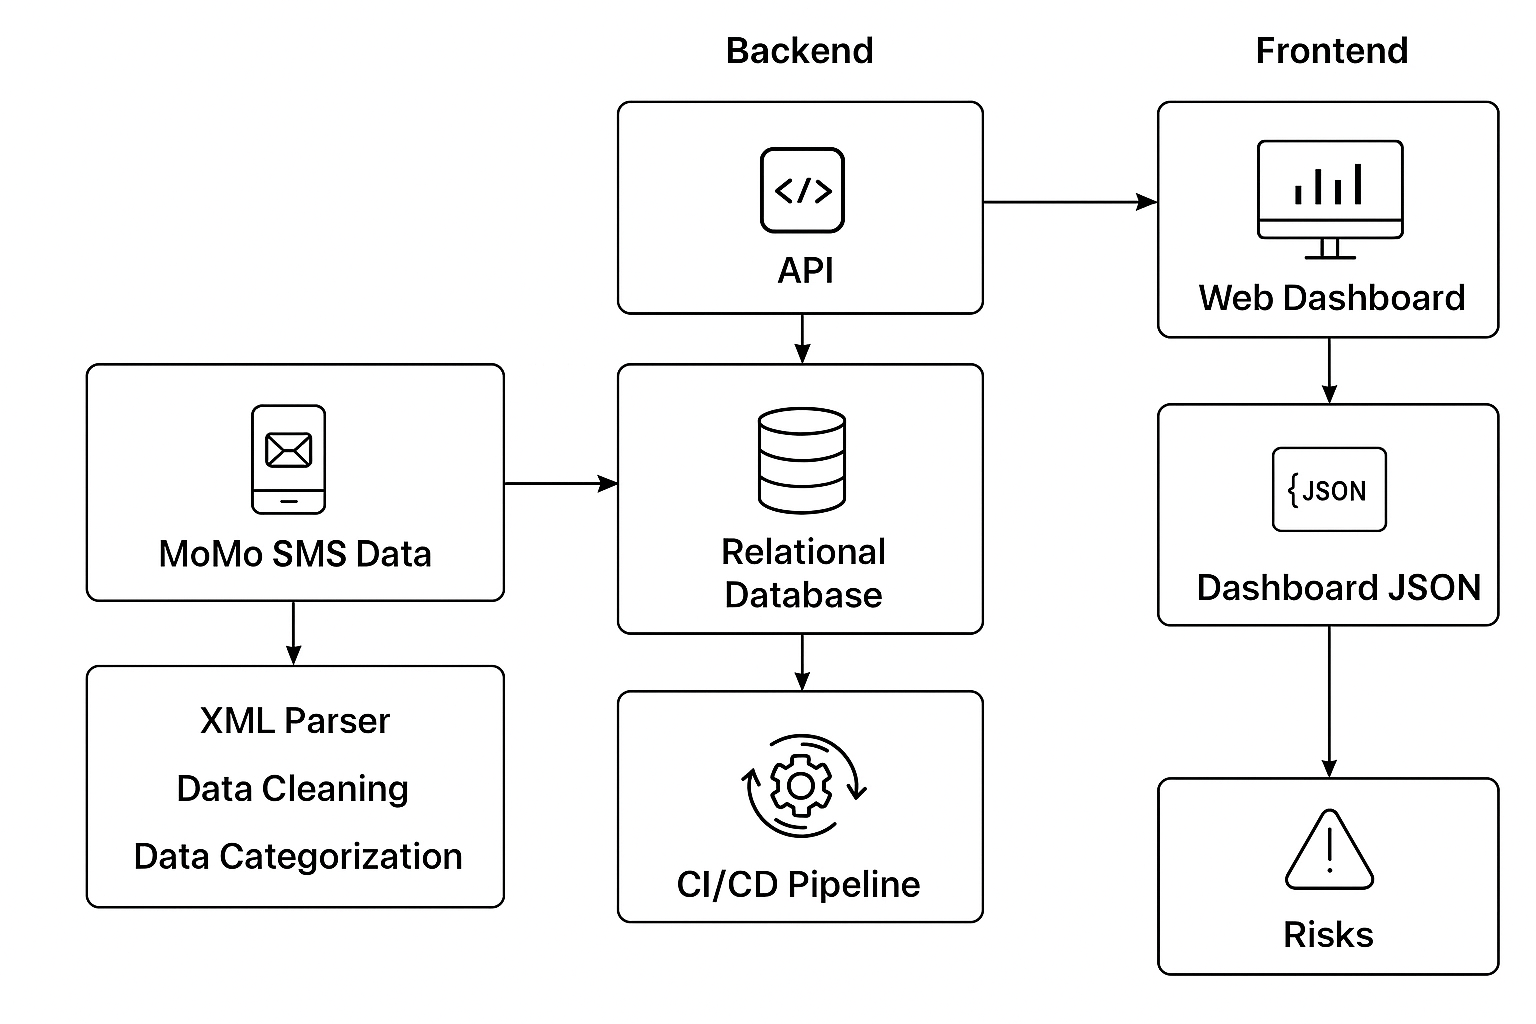 Backend
Frontend
</>
API
Web Dashboard
MoMo SMS Data
Relational
Database
{JSON
Dashboard JSON
XML Parser
Data Cleaning
Data Categorization
CI/CD Pipeline
Risks